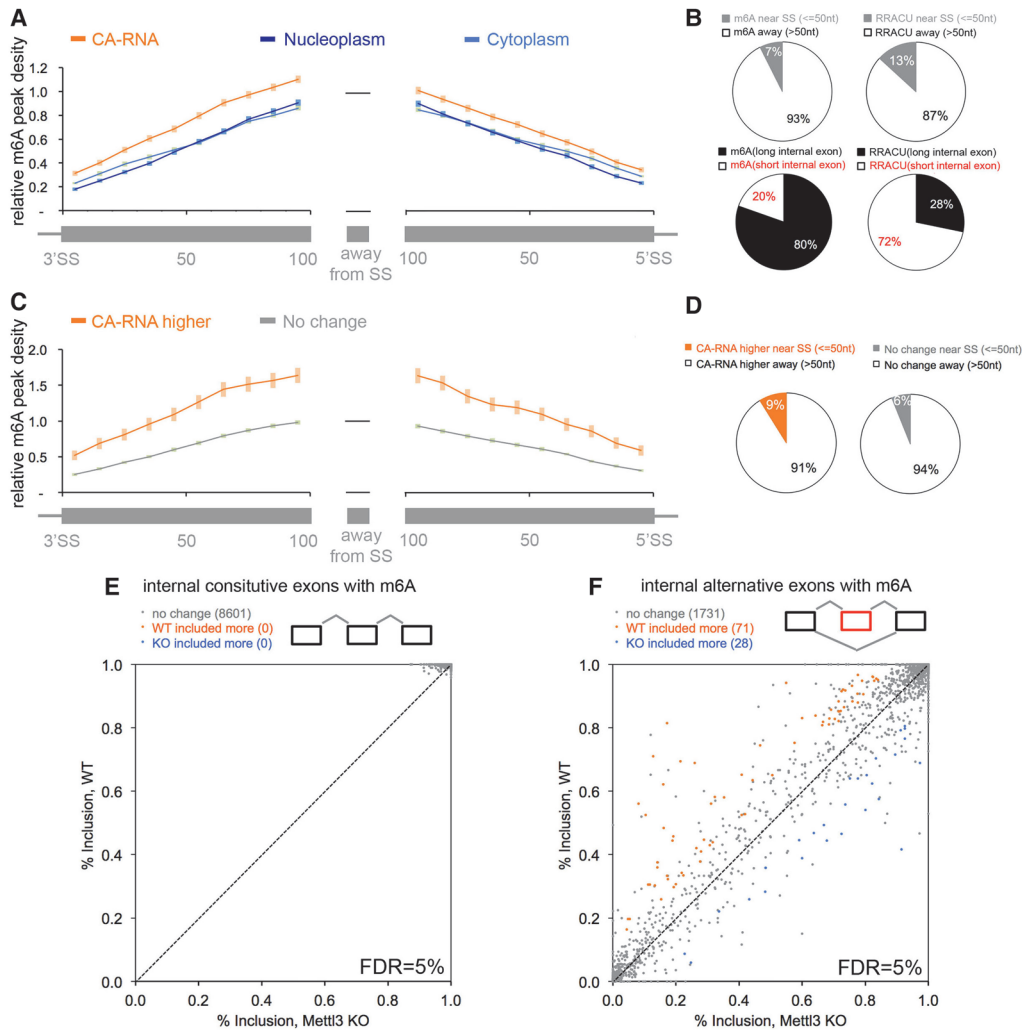 A
CA-RNA
Nucleoplasm
Cytoplasm
relative m6A peak desity
1.2
1.0
0.8
0.6
0.4
0.2
-
3'SS
50
100
away
from SS
100
50
5'SS
B
m6A near SS (<=50nt)
m6A away (>50nt)
7%
93%
RRACU near SS (<=50nt)
RRACU away (>50nt)
13%
87%
m6A(long internal exon)
m6A(short internal exon)
20%
80%
RRACU(long internal exon)
RRACU(short internal exon)
28%
72%
C
CA-RNA higher
No change
relative m6A peak desity
2.0
1.5
1.0
0.5
-
3'SS
50
100
away
from SS
100
50
5'SS
D
CA-RNA higher near SS (<=50nt)
CA-RNA higher away (>50nt)
9%
91%
No change near SS (<=50nt)
No change away (>50nt)
6%
94%
E
internal consitutive exons with m6A
no change (8601)
WT included more (0)
KO included more (0)
% Inclusion, WT
1.0
0.8
0.6
0.4
0.2
0.0
FDR=5%
0.0
0.2
0.4
0.6
0.8
1.0
% Inclusion, Mettl3 KO
F
internal alternative exons with m6A
no change (1731)
WT included more (71)
KO included more (28)
% Inclusion, WT
1.0
0.8
0.6
0.4
0.2
0.0
FDR=5%
0.0
0.2
0.4
0.6
0.8
1.0
% Inclusion, Mettl3 KO